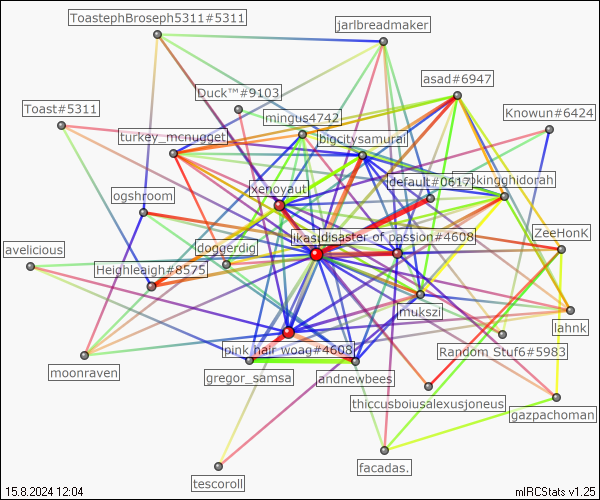 ToastephBroseph5311#5311
jarlbreadmaker
asad#6947
Duck™#9103
Toast#5311
mingus4742
Knowun#6424
turkey_mcnugget
bigcitysamurai
default#0617
kingghidorah
xenoyaut
ogshroom
ZeeHonK
disaster of passion#4608
doggerdig
avelicious
Heighleaigh#8575
mukszi
lahnk
pink hair woag#4608
Random Stuf6#5983
moonraven
gregor_samsa
andnewbees
thiccusboiusalexusjoneus
gazpachoman
facadas.
tescoroll
15.8.2024 12:04
mIRCStats v1.25